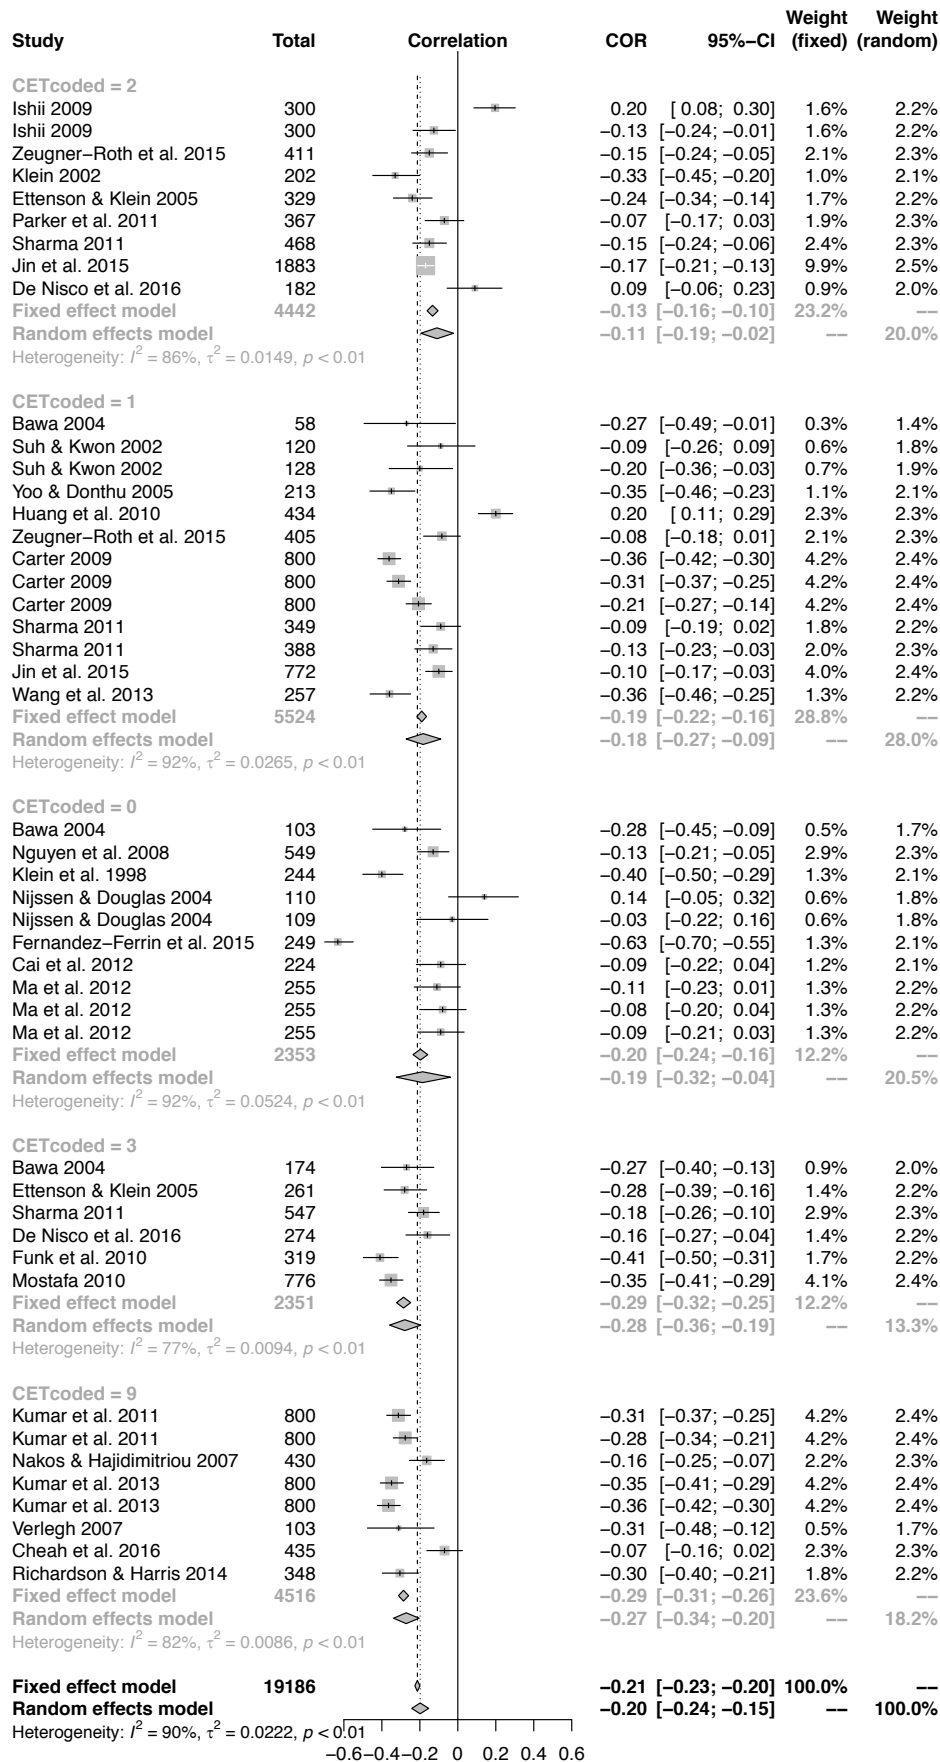 Weight Weight
Study Total Correlation COR 95%−CI (fixed) (random)
CETcoded = 2
Ishii 2009 300 0.20 [ 0.08; 0.30] 1.6% 2.2%
Ishii 2009 300 −0.13 [−0.24; −0.01] 1.6% 2.2%
Zeugner−Roth et al. 2015 411 −0.15 [−0.24; −0.05] 2.1% 2.3%
Klein 2002 202 −0.33 [−0.45; −0.20] 1.0% 2.1%
Ettenson & Klein 2005 329 −0.24 [−0.34; −0.14] 1.7% 2.2%
Parker et al. 2011 367 −0.07 [−0.17; 0.03] 1.9% 2.3%
Sharma 2011 468 −0.15 [−0.24; −0.06] 2.4% 2.3%
Jin et al. 2015 1883 −0.17 [−0.21; −0.13] 9.9% 2.5%
De Nisco et al. 2016 182 0.09 [−0.06; 0.23] 0.9% 2.0%
Fixed effect model 4442 −0.13 [−0.16; −0.10] 23.2% −−
Random effects model −0.11 [−0.19; −0.02] −− 20.0%
Heterogeneity: I² = 86%, τ² = 0.0149, p < 0.01
CETcoded = 1
Bawa 2004 58 −0.27 [−0.49; −0.01] 0.3% 1.4%
Suh & Kwon 2002 120 −0.09 [−0.26; 0.09] 0.6% 1.8%
Suh & Kwon 2002 128 −0.20 [−0.36; −0.03] 0.7% 1.9%
Yoo & Donthu 2005 213 −0.35 [−0.46; −0.23] 1.1% 2.1%
Huang et al. 2010 434 0.20 [ 0.11; 0.29] 2.3% 2.3%
Zeugner−Roth et al. 2015 405 −0.08 [−0.18; 0.01] 2.1% 2.3%
Carter 2009 800 −0.36 [−0.42; −0.30] 4.2% 2.4%
Carter 2009 800 −0.31 [−0.37; −0.25] 4.2% 2.4%
Carter 2009 800 −0.21 [−0.27; −0.14] 4.2% 2.4%
Sharma 2011 349 −0.09 [−0.19; 0.02] 1.8% 2.2%
Sharma 2011 388 −0.13 [−0.23; −0.03] 2.0% 2.3%
Jin et al. 2015 772 −0.10 [−0.17; −0.03] 4.0% 2.4%
Wang et al. 2013 257 −0.36 [−0.46; −0.25] 1.3% 2.2%
Fixed effect model 5524 −0.19 [−0.22; −0.16] 28.8% −−
Random effects model −0.18 [−0.27; −0.09] −− 28.0%
Heterogeneity: I² = 92%, τ² = 0.0265, p < 0.01
CETcoded = 0
Bawa 2004 103 −0.28 [−0.45; −0.09] 0.5% 1.7%
Nguyen et al. 2008 549 −0.13 [−0.21; −0.05] 2.9% 2.3%
Klein et al. 1998 244 −0.40 [−0.50; −0.29] 1.3% 2.1%
Nijssen & Douglas 2004 110 0.14 [−0.05; 0.32] 0.6% 1.8%
Nijssen & Douglas 2004 109 −0.03 [−0.22; 0.16] 0.6% 1.8%
Fernandez−Ferrin et al. 2015 249 −0.63 [−0.70; −0.55] 1.3% 2.1%
Cai et al. 2012 224 −0.09 [−0.22; 0.04] 1.2% 2.1%
Ma et al. 2012 255 −0.11 [−0.23; 0.01] 1.3% 2.2%
Ma et al. 2012 255 −0.08 [−0.20; 0.04] 1.3% 2.2%
Ma et al. 2012 255 −0.09 [−0.21; 0.03] 1.3% 2.2%
Fixed effect model 2353 −0.20 [−0.24; −0.16] 12.2% −−
Random effects model −0.19 [−0.32; −0.04] −− 20.5%
Heterogeneity: I² = 92%, τ² = 0.0524, p < 0.01
CETcoded = 3
Bawa 2004 174 −0.27 [−0.40; −0.13] 0.9% 2.0%
Ettenson & Klein 2005 261 −0.28 [−0.39; −0.16] 1.4% 2.2%
Sharma 2011 547 −0.18 [−0.26; −0.10] 2.9% 2.3%
De Nisco et al. 2016 274 −0.16 [−0.27; −0.04] 1.4% 2.2%
Funk et al. 2010 319 −0.41 [−0.50; −0.31] 1.7% 2.2%
Mostafa 2010 776 −0.35 [−0.41; −0.29] 4.1% 2.4%
Fixed effect model 2351 −0.29 [−0.32; −0.25] 12.2% −−
Random effects model −0.28 [−0.36; −0.19] −− 13.3%
Heterogeneity: I² = 77%, τ² = 0.0094, p < 0.01
CETcoded = 9
Kumar et al. 2011 800 −0.31 [−0.37; −0.25] 4.2% 2.4%
Kumar et al. 2011 800 −0.28 [−0.34; −0.21] 4.2% 2.4%
Nakos & Hajidimitriou 2007 430 −0.16 [−0.25; −0.07] 2.2% 2.3%
Kumar et al. 2013 800 −0.35 [−0.41; −0.29] 4.2% 2.4%
Kumar et al. 2013 800 −0.36 [−0.42; −0.30] 4.2% 2.4%
Verlegh 2007 103 −0.31 [−0.48; −0.12] 0.5% 1.7%
Cheah et al. 2016 435 −0.07 [−0.16; 0.02] 2.3% 2.3%
Richardson & Harris 2014 348 −0.30 [−0.40; −0.21] 1.8% 2.2%
Fixed effect model 4516 −0.29 [−0.31; −0.26] 23.6% −−
Random effects model −0.27 [−0.34; −0.20] −− 18.2%
Heterogeneity: I² = 82%, τ² = 0.0086, p < 0.01
Fixed effect model 19186 −0.21 [−0.23; −0.20] 100.0% −−
Random effects model −0.20 [−0.24; −0.15] −− 100.0%
Heterogeneity: I² = 90%, τ² = 0.0222, p < 0.01
−0.6 −0.4 −0.2 0 0.2 0.4 0.6